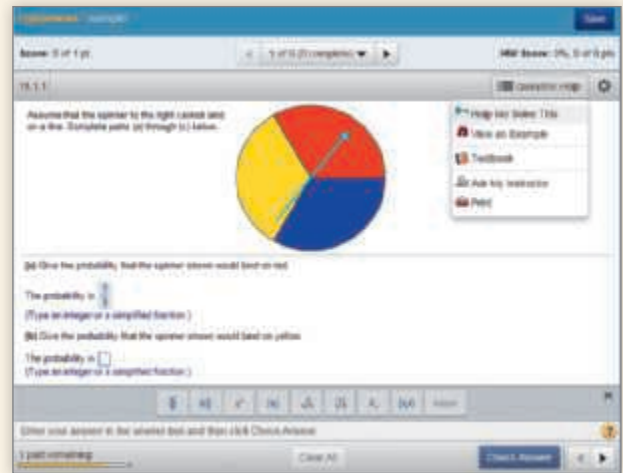 Save
Score: 0 of 1 pt
HW Score: 0%, 0 of 6 pts
Question Help
Assume that the spinner to the right cannot land
on a line. Complete parts (a) through (c) below.
Help Me Solve This
View an Example
Textbook
Ask My Instructor
Print
(a) Give the probability that the spinner shown would land on red.
The probability is
(Type an integer or a simplified fraction.)
(b) Give the probability that the spinner shown would land on yellow.
The probability is
(Type an integer or a simplified fraction.)
Enter your answer in the answer box and then click Check Answer.
1 part remaining
Clear All
Check Answer